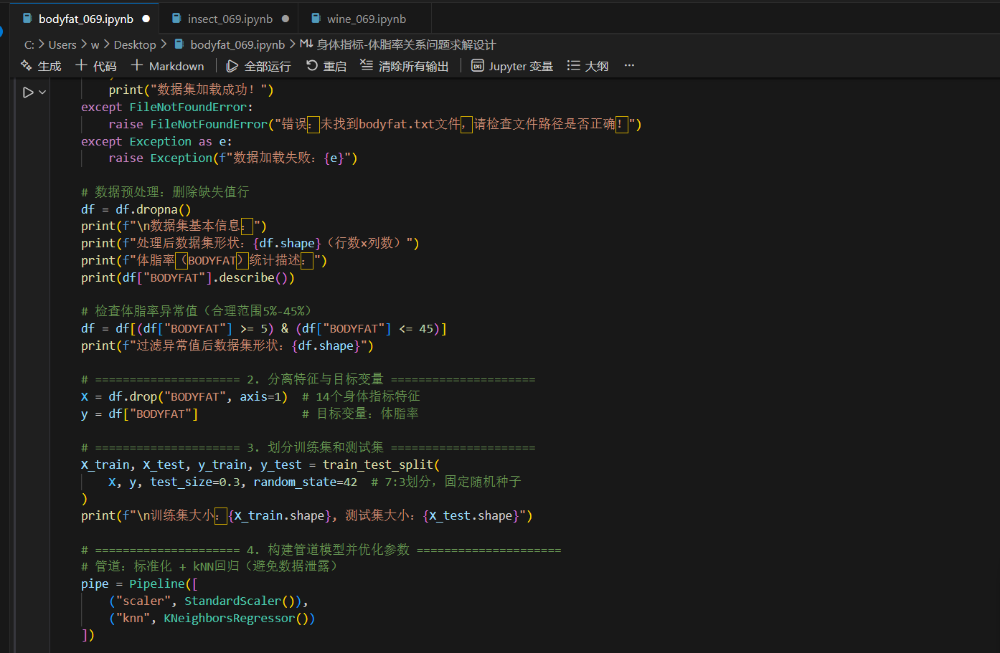 bodyfat_069.ipynb ● insect_069.ipynb ● wine_069.ipynb
C: > Users > w > Desktop > bodyfat_069.ipynb > M↓ 身体指标-体脂率关系问题求解设计
生成 + 代码 + Markdown 全部运行 重启 清除所有输出 Jupyter 变量 大纲 ···
print("数据集加载成功！")
except FileNotFoundError:
raise FileNotFoundError("错误：未找到bodyfat.txt文件，请检查文件路径是否正确！")
except Exception as e:
raise Exception(f"数据加载失败：{e}")
# 数据预处理：删除缺失值行
df = df.dropna()
print(f"\n数据集基本信息：")
print(f"处理后数据集形状：{df.shape}（行数×列数）")
print(f"体脂率（BODYFAT）统计描述：")
print(df["BODYFAT"].describe())
# 检查体脂率异常值（合理范围5%-45%）
df = df[(df["BODYFAT"] >= 5) & (df["BODYFAT"] <= 45)]
print(f"过滤异常值后数据集形状：{df.shape}")
# ===================== 2. 分离特征与目标变量 =====================
X = df.drop("BODYFAT", axis=1)  # 14个身体指标特征
y = df["BODYFAT"]               # 目标变量：体脂率
# ===================== 3. 划分训练集和测试集 =====================
X_train, X_test, y_train, y_test = train_test_split(
X, y, test_size=0.3, random_state=42  # 7:3划分，固定随机种子
)
print(f"\n训练集大小：{X_train.shape}, 测试集大小：{X_test.shape}")
# ===================== 4. 构建管道模型并优化参数 =====================
# 管道：标准化 + kNN回归（避免数据泄露）
pipe = Pipeline([
("scaler", StandardScaler()),
("knn", KNeighborsRegressor())
])